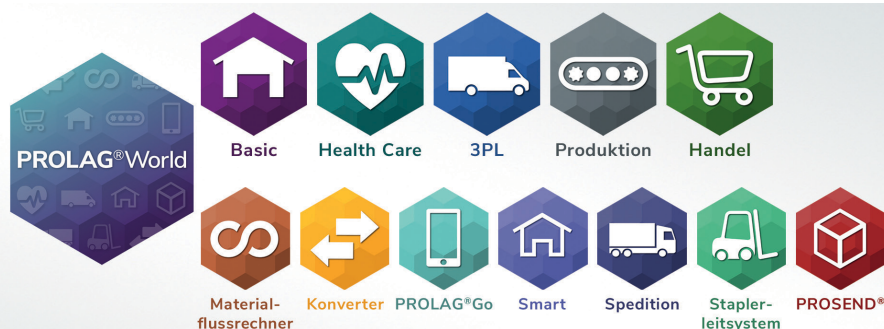 PROLAG®World
Basic
Health Care
3PL
Produktion
Handel
Material-
flussrechner
Konverter
PROLAG®Go
Smart
Spedition
Stapler-
leitsystem
PROSEND®